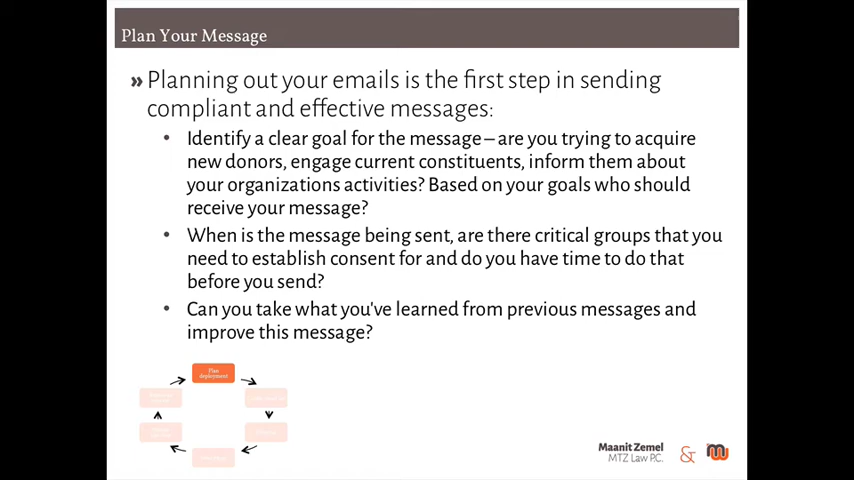 Plan Your Message
» Planning out your emails is the first step in sending
compliant and effective messages:
• Identify a clear goal for the message – are you trying to acquire
new donors, engage current constituents, inform them about
your organizations activities? Based on your goals who should
receive your message?
• When is the message being sent, are there critical groups that you
need to establish consent for and do you have time to do that
before you send?
• Can you take what you've learned from previous messages and
improve this message?
Plan
deployment
Maanit Zemel
MTZ Law P.C.
&